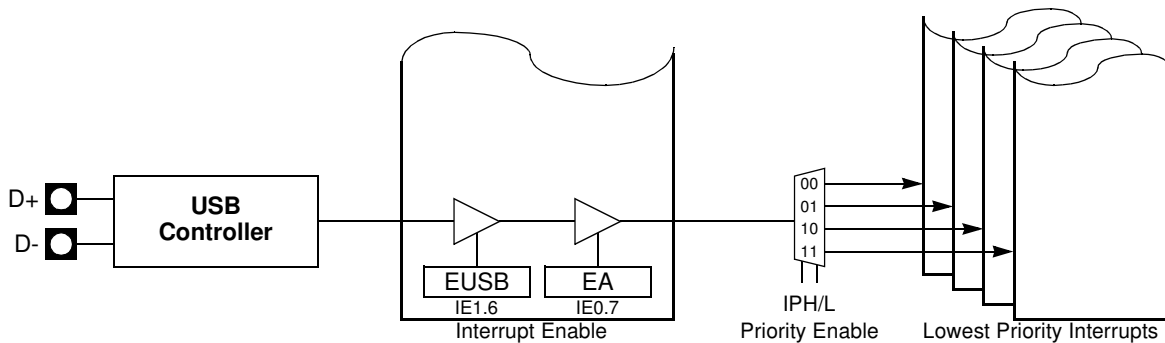 D+
D-
USB
Controller
EUSB
IE1.6
EA
IE0.7
Interrupt Enable
00
01
10
11
IPH/L
Priority Enable
Lowest Priority Interrupts